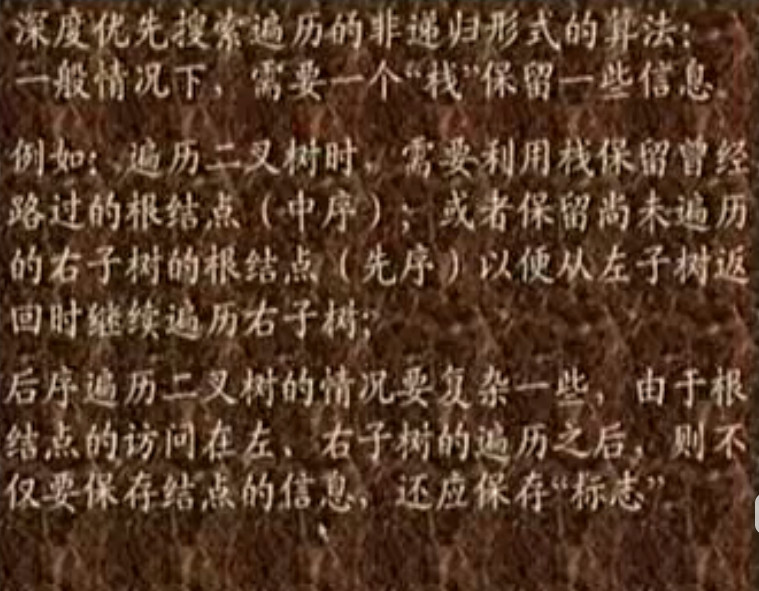 深度优先搜索遍历的非递归形式的算法:
一般情况下，需要一个“栈”保留一些信息。
例如:遍历二叉树时，需要利用栈保留曾经
路过的根结点（中序）; 或者保留尚未遍历
的右子树的根结点（先序）以便从左子树返
回时继续遍历右子树;
后序遍历二叉树的情况要复杂一些，由于根
结点的访问在左、右子树的遍历之后，则不
仅要保存结点的信息，还应保存“标志”